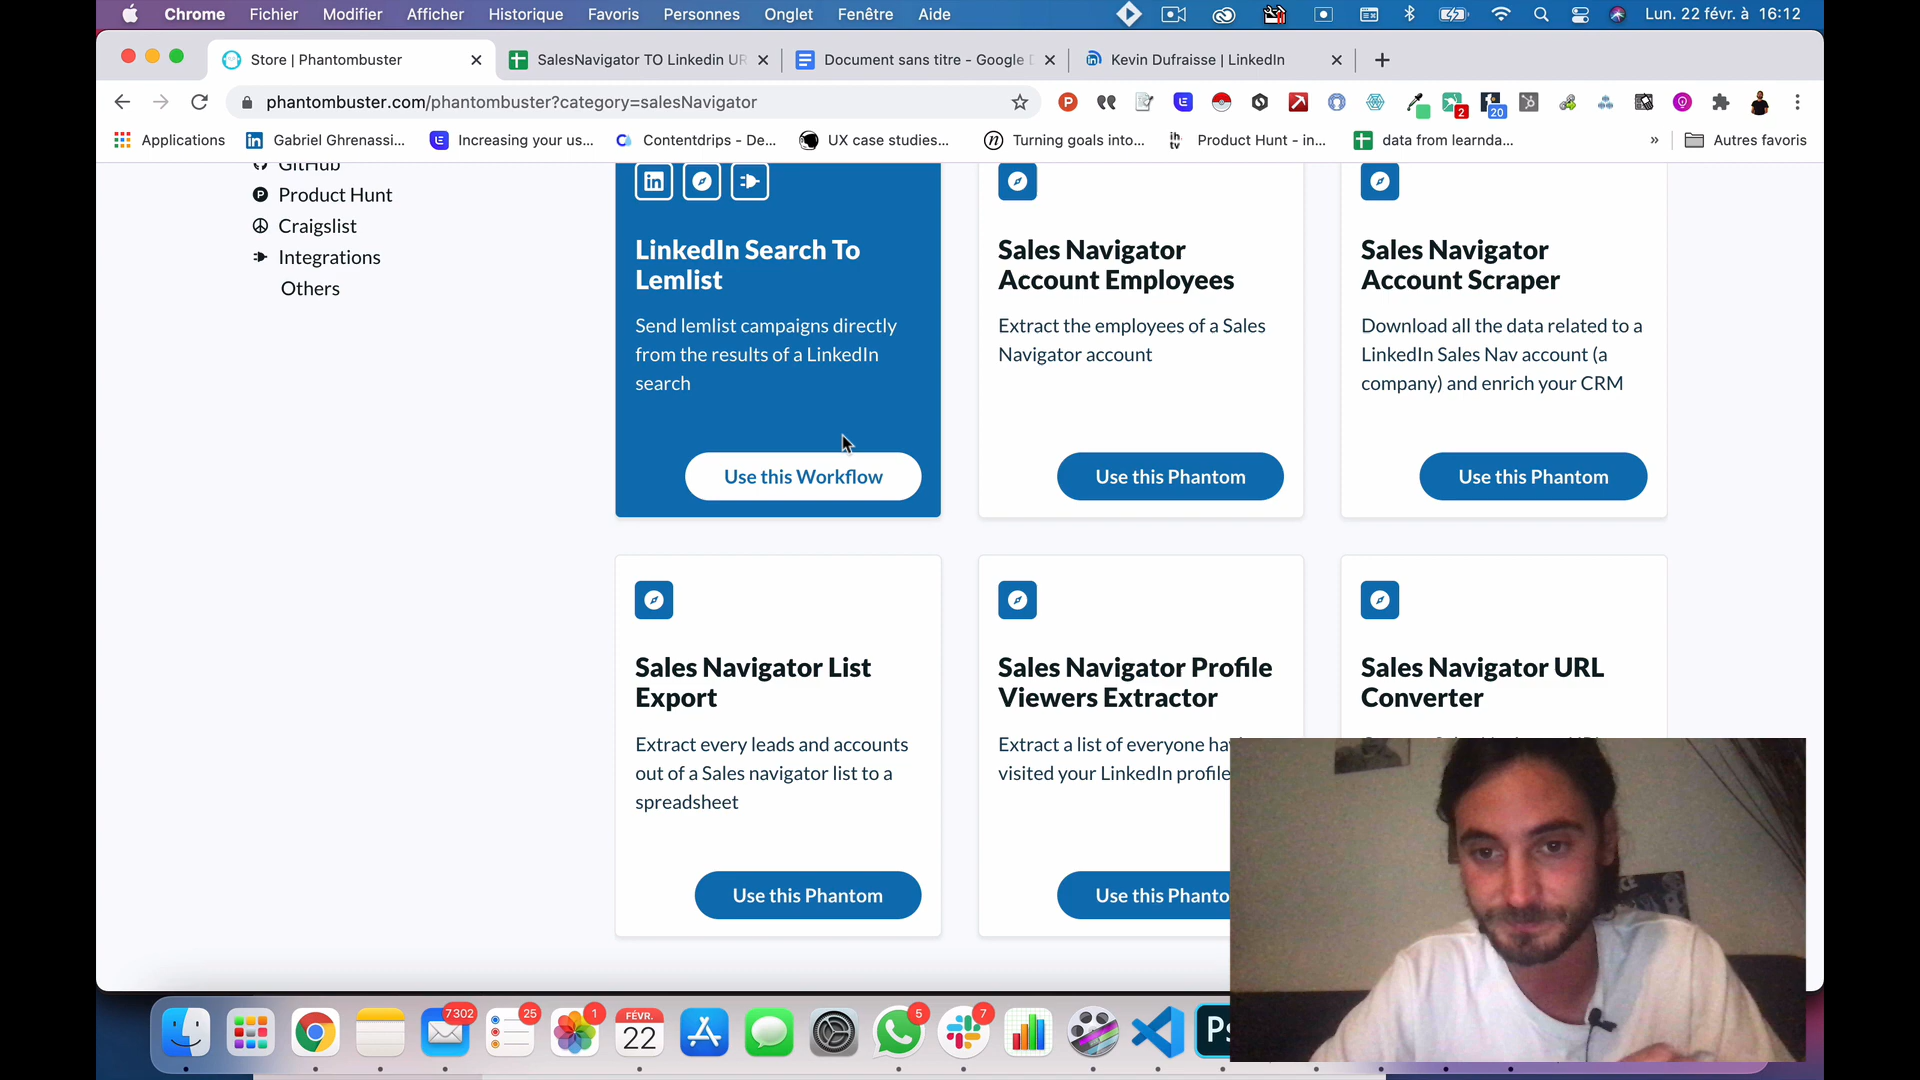 Chrome Fichier Modifier Afficher Historique Favoris Personnes Onglet Fenêtre Aide Lun. 22 févr. à 16:12
Store | Phantombuster SalesNavigator TO Linkedin UR Document sans titre - Google Kevin Dufraisse | LinkedIn
phantombuster.com/phantombuster?category=salesNavigator 2 20
Applications Gabriel Ghrenassi... Increasing your us... Contentdrips - De... UX case studies... Turning goals into... Product Hunt - in... data from learnda... » Autres favoris
GitHub
Product Hunt
Craigslist
Integrations
Others
LinkedIn Search To
Lemlist
Send lemlist campaigns directly
from the results of a LinkedIn
search
Use this Workflow
Sales Navigator
Account Employees
Extract the employees of a Sales
Navigator account
Use this Phantom
Sales Navigator
Account Scraper
Download all the data related to a
LinkedIn Sales Nav account (a
company) and enrich your CRM
Use this Phantom
Sales Navigator List
Export
Extract every leads and accounts
out of a Sales navigator list to a
spreadsheet
Use this Phantom
Sales Navigator Profile
Viewers Extractor
Extract a list of everyone
visited your LinkedIn profile
Use this Phanto
Sales Navigator URL
Converter
7302 25 1 FÉVR. 22 5 7 Ps